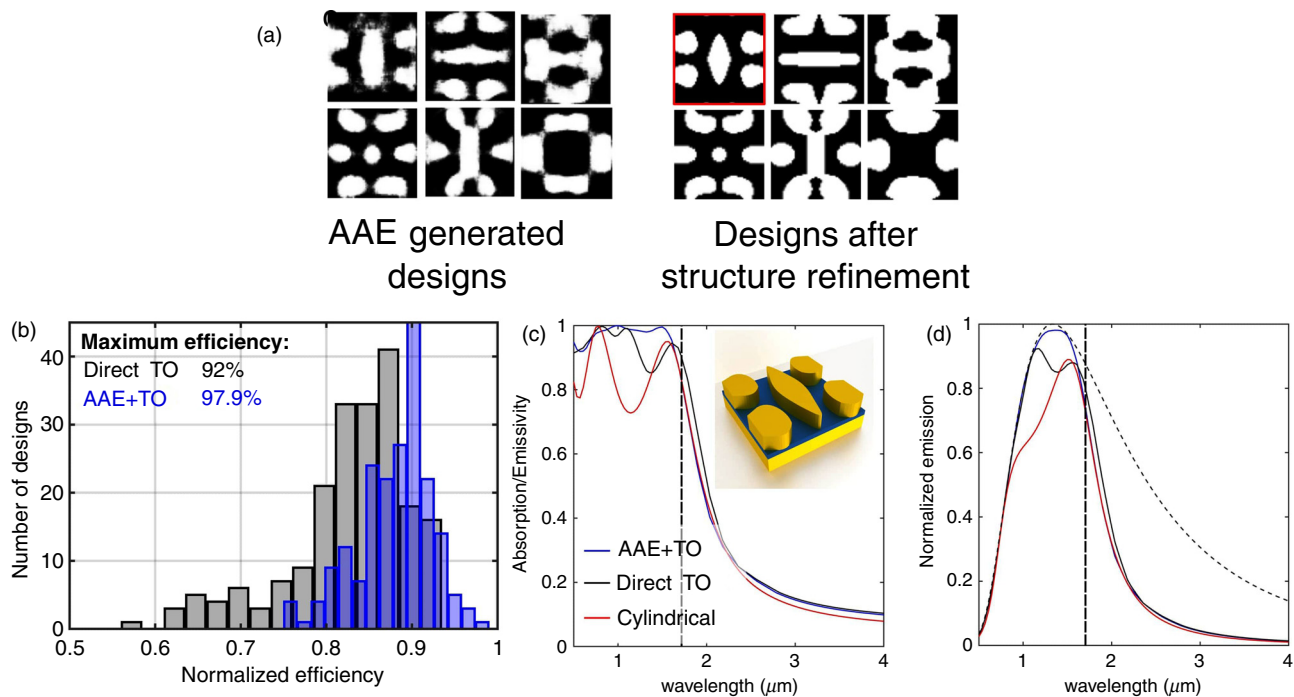 (a)
AAE generated
designs
Designs after
structure refinement
(b)
Maximum efficiency:
Direct TO 92%
AAE+TO 97.9%
Number of designs
40
30
20
10
0
0.5 0.6 0.7 0.8 0.9 1
Normalized efficiency
(c)
Absorption/Emissivity
1
0.8
0.6
0.4
0.2
0
AAE+TO
Direct TO
Cylindrical
1 2 3 4
wavelength (μm)
(d)
Normalized emission
1
0.8
0.6
0.4
0.2
0
1 2 3 4
wavelength (μm)